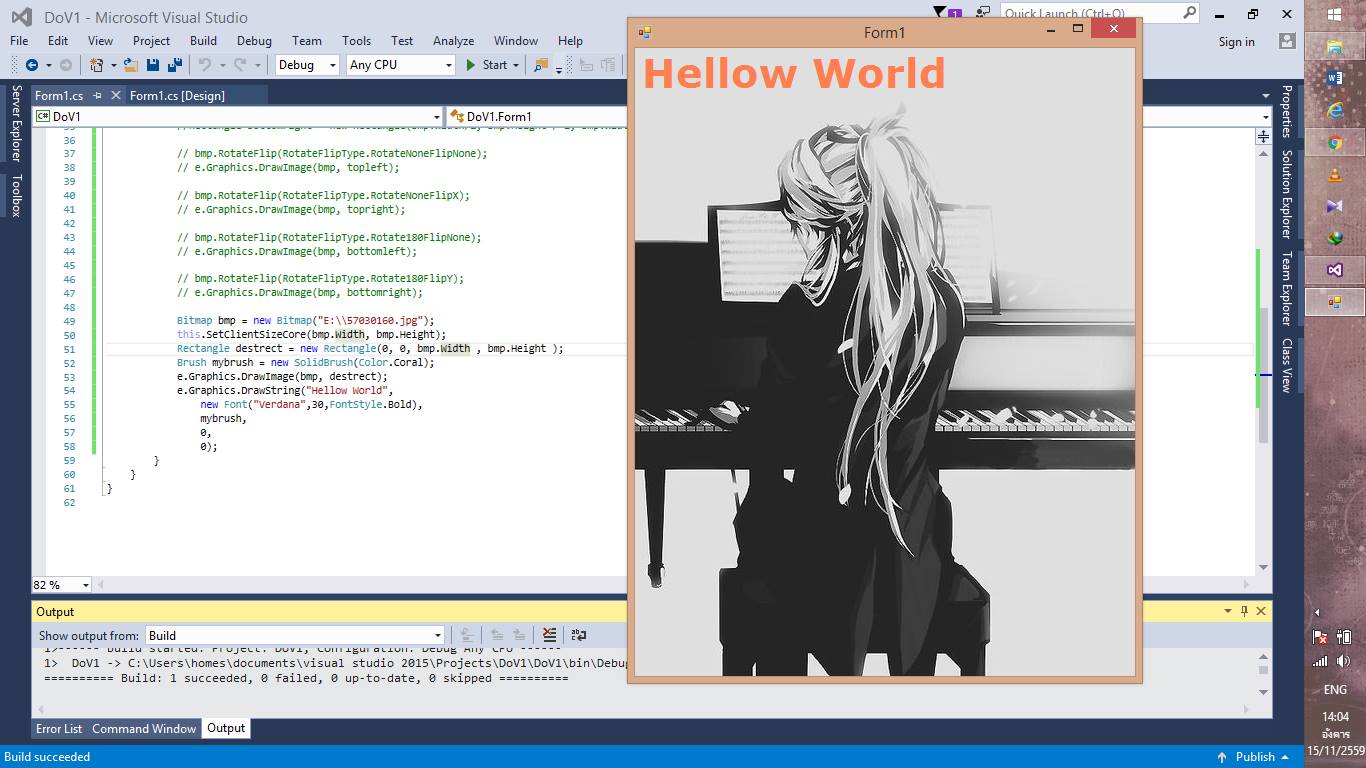 DoV1 - Microsoft Visual Studio
1
Quick Launch (Ctrl+Q)
File Edit View Project Build Debug Team Tools Test Analyze Window Help
Sign in
Debug Any CPU Start
Form1.cs Form1.cs [Design]
DoV1 DoV1.Form1
36
37 // bmp.RotateFlip(RotateFlipType.RotateNoneFlipNone);
38 // e.Graphics.DrawImage(bmp, topleft);
39
40 // bmp.RotateFlip(RotateFlipType.RotateNoneFlipX);
41 // e.Graphics.DrawImage(bmp, topright);
42
43 // bmp.RotateFlip(RotateFlipType.Rotate180FlipNone);
44 // e.Graphics.DrawImage(bmp, bottomleft);
45
46 // bmp.RotateFlip(RotateFlipType.Rotate180FlipY);
47 // e.Graphics.DrawImage(bmp, bottomright);
48
49 Bitmap bmp = new Bitmap("E:\\57030160.jpg");
50 this.SetClientSizeCore(bmp.Width, bmp.Height);
51 Rectangle destrect = new Rectangle(0, 0, bmp.Width , bmp.Height );
52 Brush mybrush = new SolidBrush(Color.Coral);
53 e.Graphics.DrawImage(bmp, destrect);
54 e.Graphics.DrawString("Hellow World",
55 new Font("Verdana",30,FontStyle.Bold),
56 mybrush,
57 0,
58 0);
59 }
60 }
61 }
62
82 %
Output
Show output from: Build
1>------ Build started: Project: DoV1, Configuration: Debug Any CPU ------
1> DoV1 -> C:\Users\homes\documents\visual studio 2015\Projects\DoV1\DoV1\bin\Debug
========== Build: 1 succeeded, 0 failed, 0 up-to-date, 0 skipped ==========
Error List Command Window Output
Build succeeded
Publish
Server Explorer
Toolbox
Form1
Hellow World
Properties
Solution Explorer
Team Explorer
Class View
ENG
14:04
อังคาร
15/11/2559